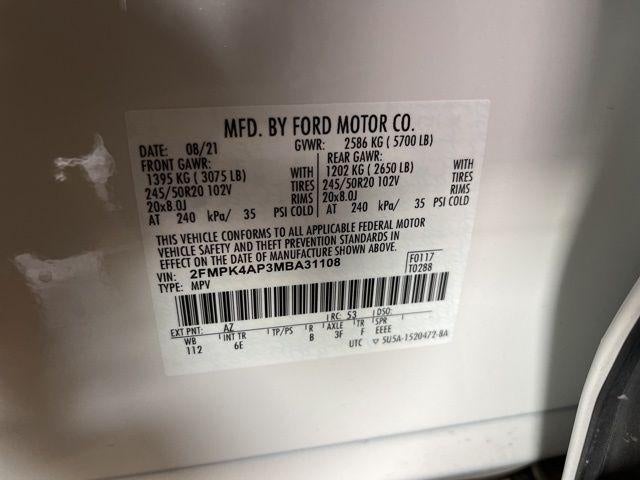 MFD. BY FORD MOTOR CO.
DATE: 08/21 GVWR: 2586 KG ( 5700 LB)
FRONT GAWR: REAR GAWR:
1395 KG ( 3075 LB) WITH 1202 KG ( 2650 LB) WITH
245/50R20 102V TIRES 245/50R20 102V TIRES
20x8.0J RIMS 20x8.0J RIMS
AT 240 kPa/ 35 PSI COLD AT 240 kPa/ 35 PSI COLD
THIS VEHICLE CONFORMS TO ALL APPLICABLE FEDERAL MOTOR
VEHICLE SAFETY AND THEFT PREVENTION STANDARDS IN
EFFECT ON THE DATE OF MANUFACTURE SHOWN ABOVE.
VIN: 2FMPK4AP3MBA31108 F0117
TYPE: MPV T0288
EXT PNT: AZ RC: 53 DSO:
WB INT TR TP/PS R AXLE TR SPR
112 6E B 3F F EEEE
UTC 5U5A-1520472-8A